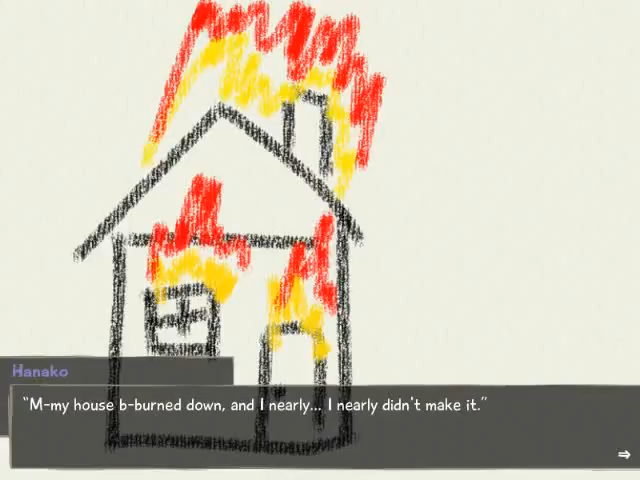 Hanako
“M-my house b-burned down, and I nearly... I nearly didn't make it.”